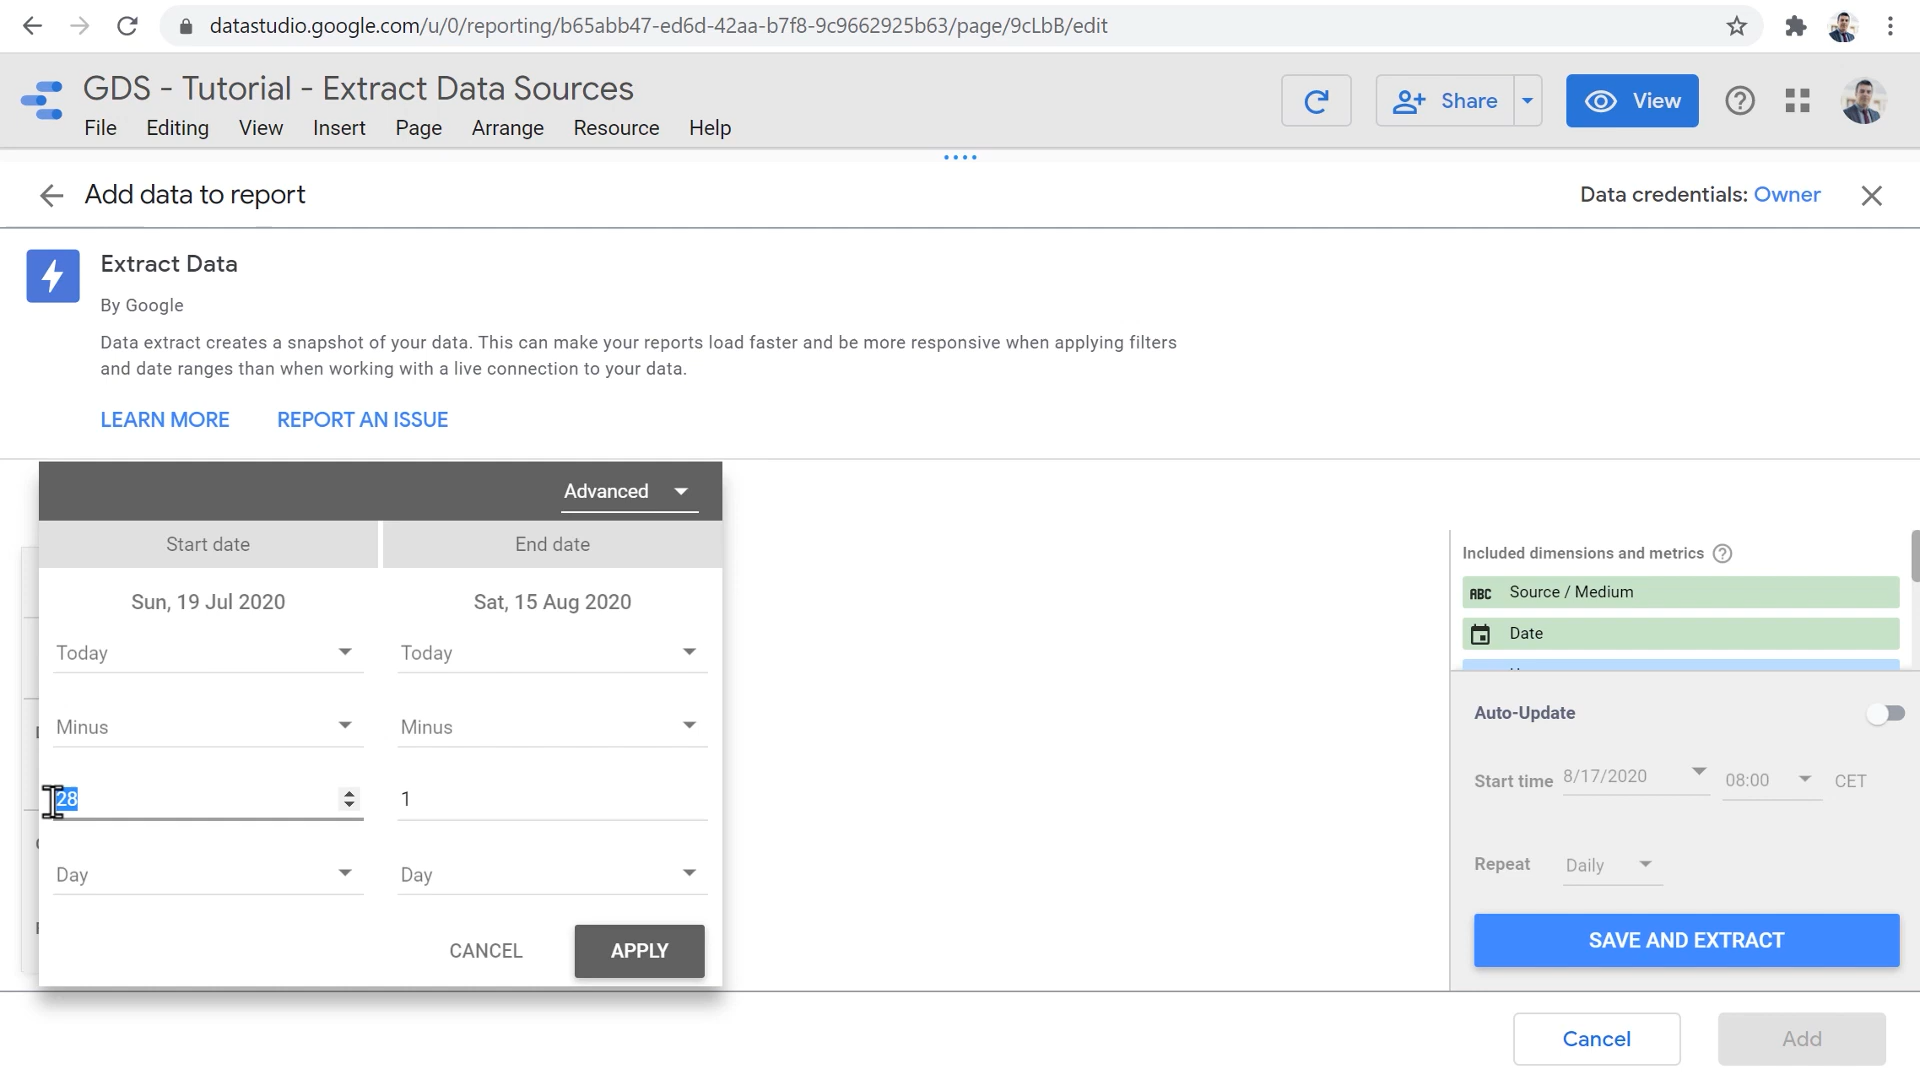 datastudio.google.com/u/0/reporting/b65abb47-ed6d-42aa-b7f8-9c9662925b63/page/9cLbB/edit
GDS - Tutorial - Extract Data Sources
File Editing View Insert Page Arrange Resource Help
Share
View
Add data to report
Data credentials: Owner
Extract Data
By Google
Data extract creates a snapshot of your data. This can make your reports load faster and be more responsive when applying filters
and date ranges than when working with a live connection to your data.
LEARN MORE REPORT AN ISSUE
Advanced
Start date End date
Sun, 19 Jul 2020 Sat, 15 Aug 2020
Today Today
Minus Minus
28 1
Day Day
CANCEL APPLY
Included dimensions and metrics
ABC Source / Medium
Date
Auto-Update
Start time 8/17/2020 08:00 CET
Repeat Daily
SAVE AND EXTRACT
Cancel Add